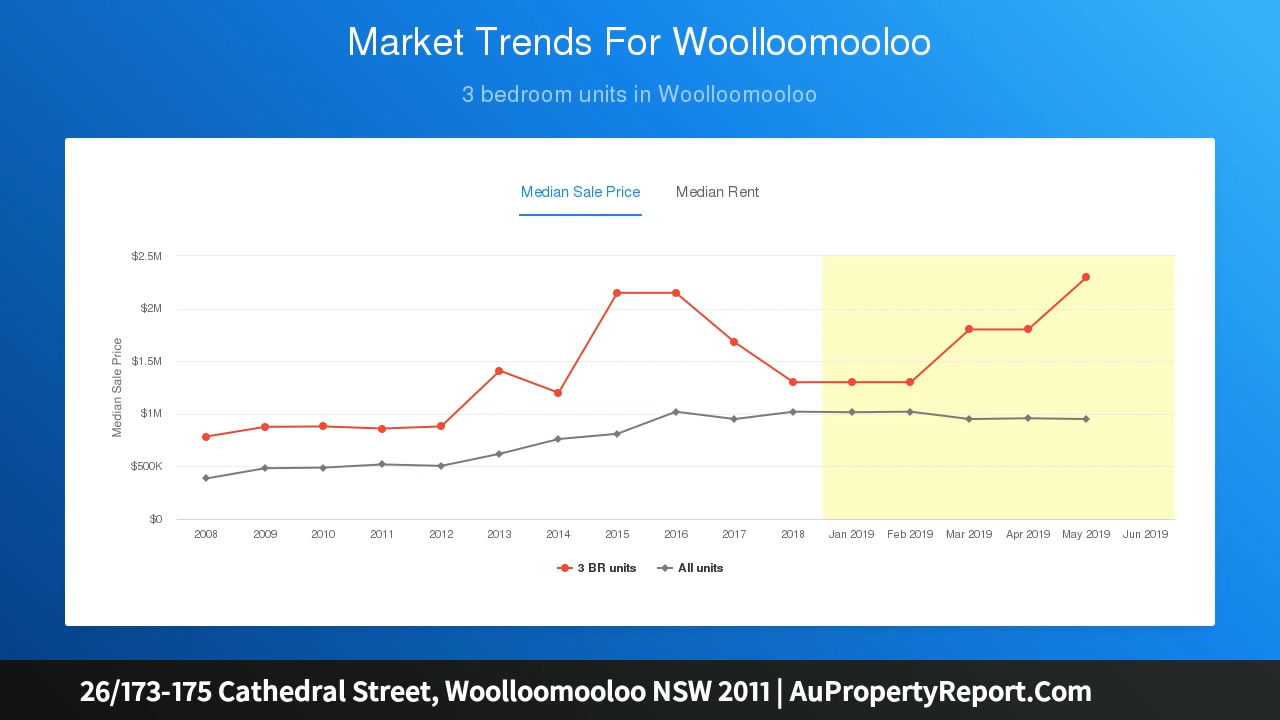 Market Trends For Woolloomooloo
3 bedroom units in Woolloomooloo
Median Sale Price Median Rent
$2.5M
$2M
$1.5M
$1M
$500K
$0
Median Sale Price
2008 2009 2010 2011 2012 2013 2014 2015 2016 2017 2018 Jan 2019 Feb 2019 Mar 2019 Apr 2019 May 2019 Jun 2019
3 BR units All units
26/173-175 Cathedral Street, Woolloomooloo NSW 2011 | AuPropertyReport.Com